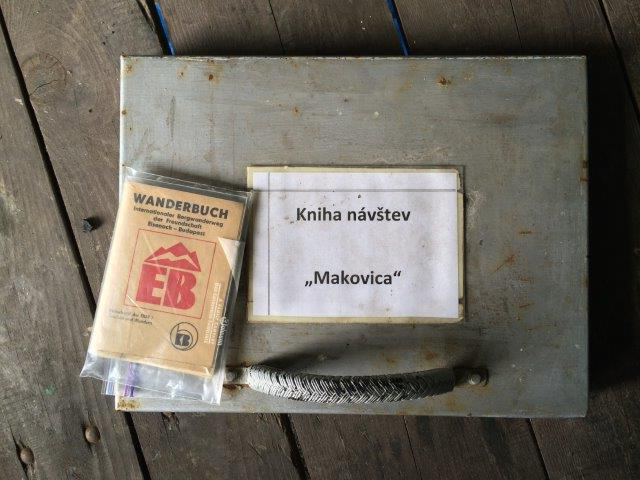 WANDERBUCH
Internationaler Bergwanderweg
der Freundschaft
Eisenach - Budapest
EB
Kniha návštev
„Makovica“